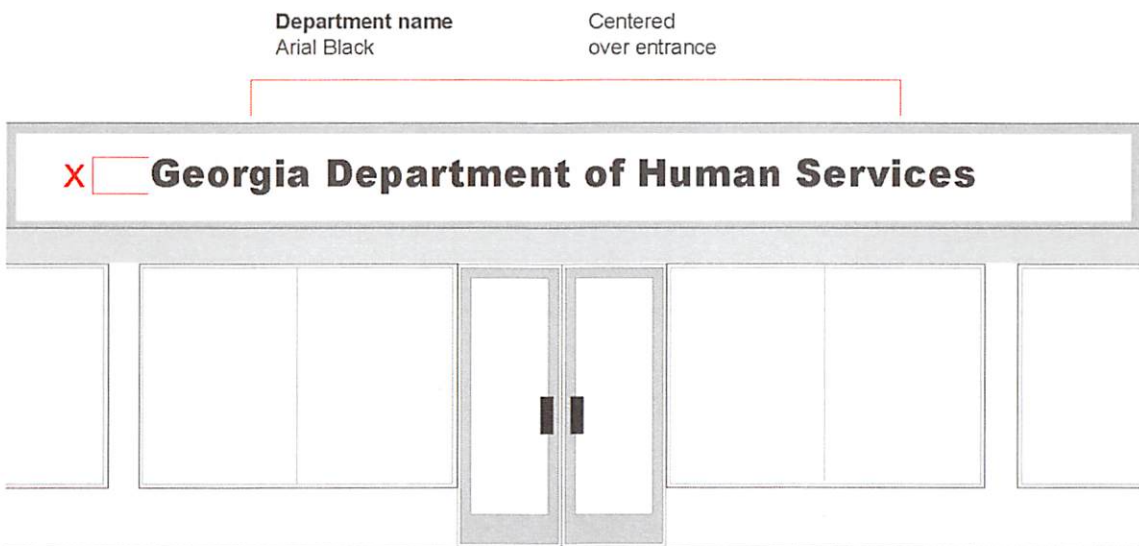 Department name
Arial Black
Centered
over entrance
X Georgia Department of Human Services